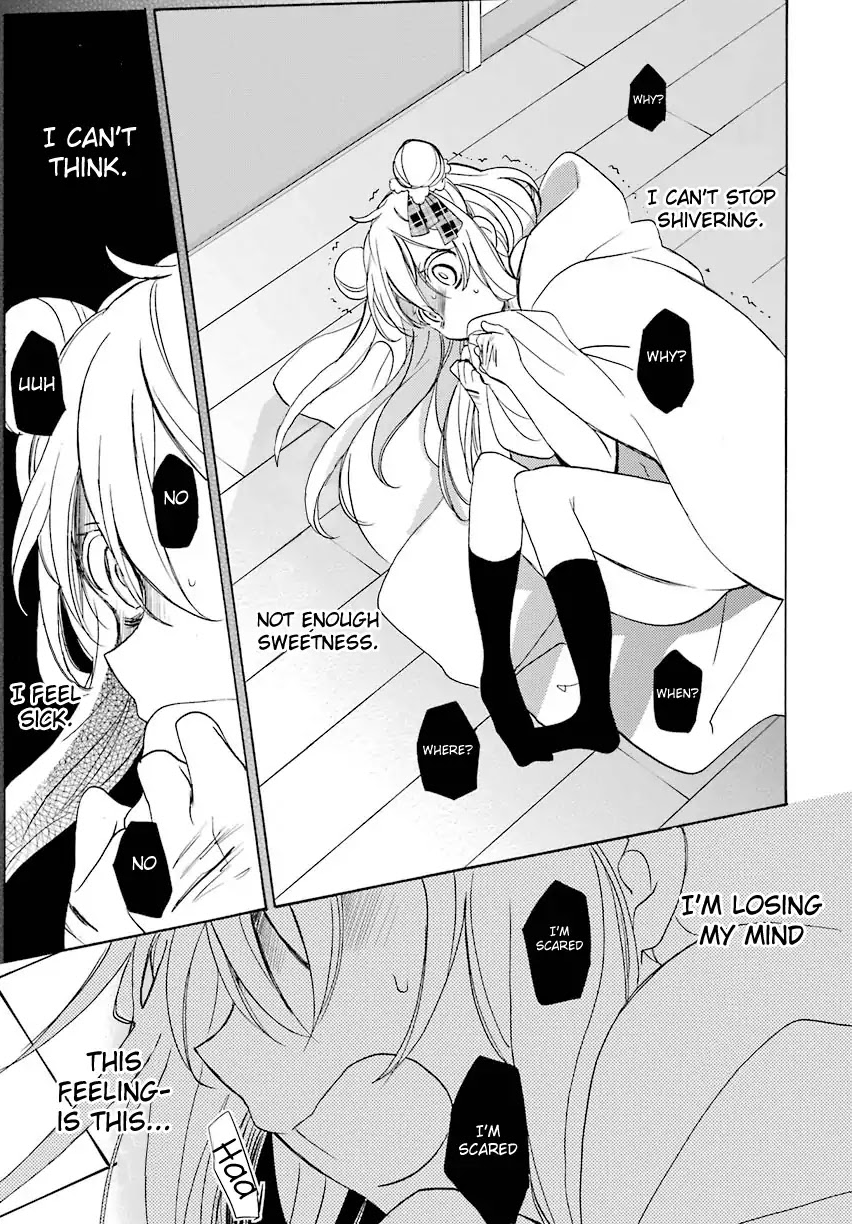 WHY?
I CAN'T STOP
SHIVERING.
WHY?
NOT ENOUGH
SWEETNESS.
WHEN?
WHERE?
I CAN'T
THINK.
UUH
NO
I FEEL
SICK.
NO
I'M LOSING
MY MIND
I'M
SCARED
I'M
SCARED
THIS
FEELING-
IS THIS...
Haa